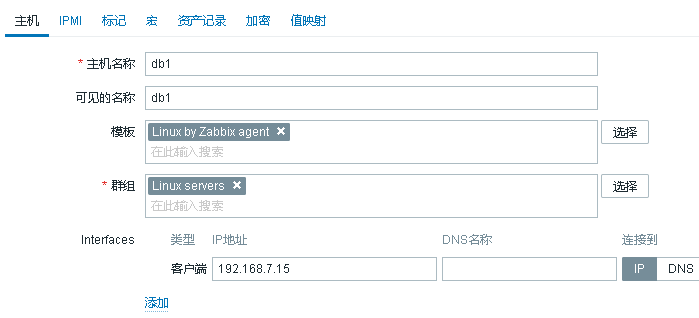 主机 IPMI 标记 宏 资产记录 加密 值映射
* 主机名称 db1
可见的名称 db1
模板 Linux by Zabbix agent × 选择
在此输入搜索
* 群组 Linux servers × 选择
在此输入搜索
Interfaces 类型 IP地址 DNS名称 连接到
客户端 192.168.7.15 IP DNS
添加